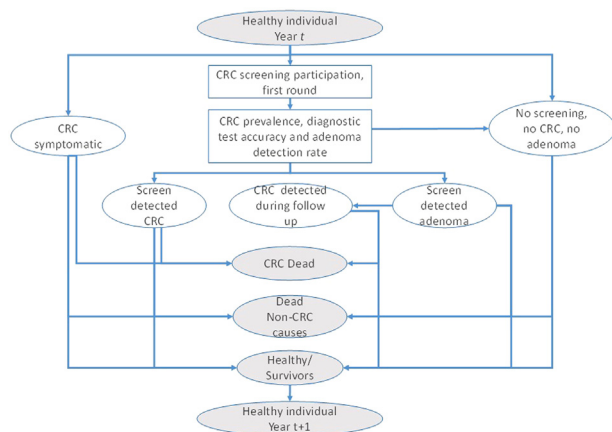 Healthy individual
Year t
CRC screening participation,
first round
CRC prevalence, diagnostic
test accuracy and adenoma
detection rate
CRC
symptomatic
No screening,
no CRC, no
adenoma
Screen
detected
CRC
CRC detected
during follow
up
Screen
detected
adenoma
CRC Dead
Dead
Non-CRC
causes
Healthy/
Survivors
Healthy individual
Year t+1